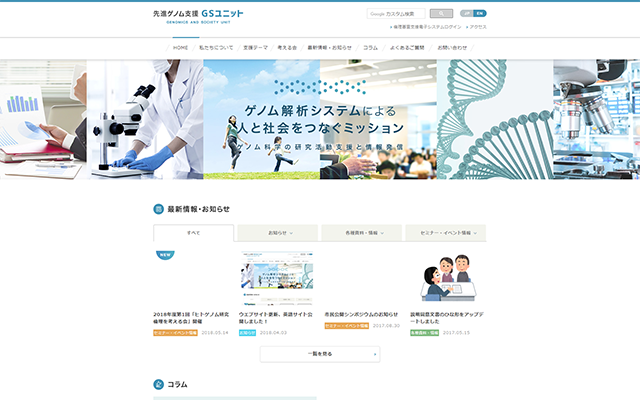 先進ゲノム支援 GSユニット
GENOMICS AND SOCIETY UNIT
Google カスタム検索
JP EN
倫理審査支援電子システムログイン アクセス
HOME 私たちについて 支援テーマ 考える会 最新情報・お知らせ コラム よくあるご質問 お問い合わせ
ゲノム解析システムによる
人と社会をつなぐミッション
ゲノム科学の研究活動支援と情報発信
最新情報・お知らせ
すべて お知らせ 各種資料・情報 セミナー・イベント情報
NEW
2018年度第1回「ヒトゲノム研究
倫理を考える会」開催
セミナー・イベント情報 2018.05.14
ウェブサイト更新、英語サイト公
開しました！
お知らせ 2018.04.03
市民公開シンポジウムのお知らせ
セミナー・イベント情報 2017.08.30
説明同意文書のひな形をアップデ
ートしました
各種資料・情報 2017.05.15
一覧を見る
コラム